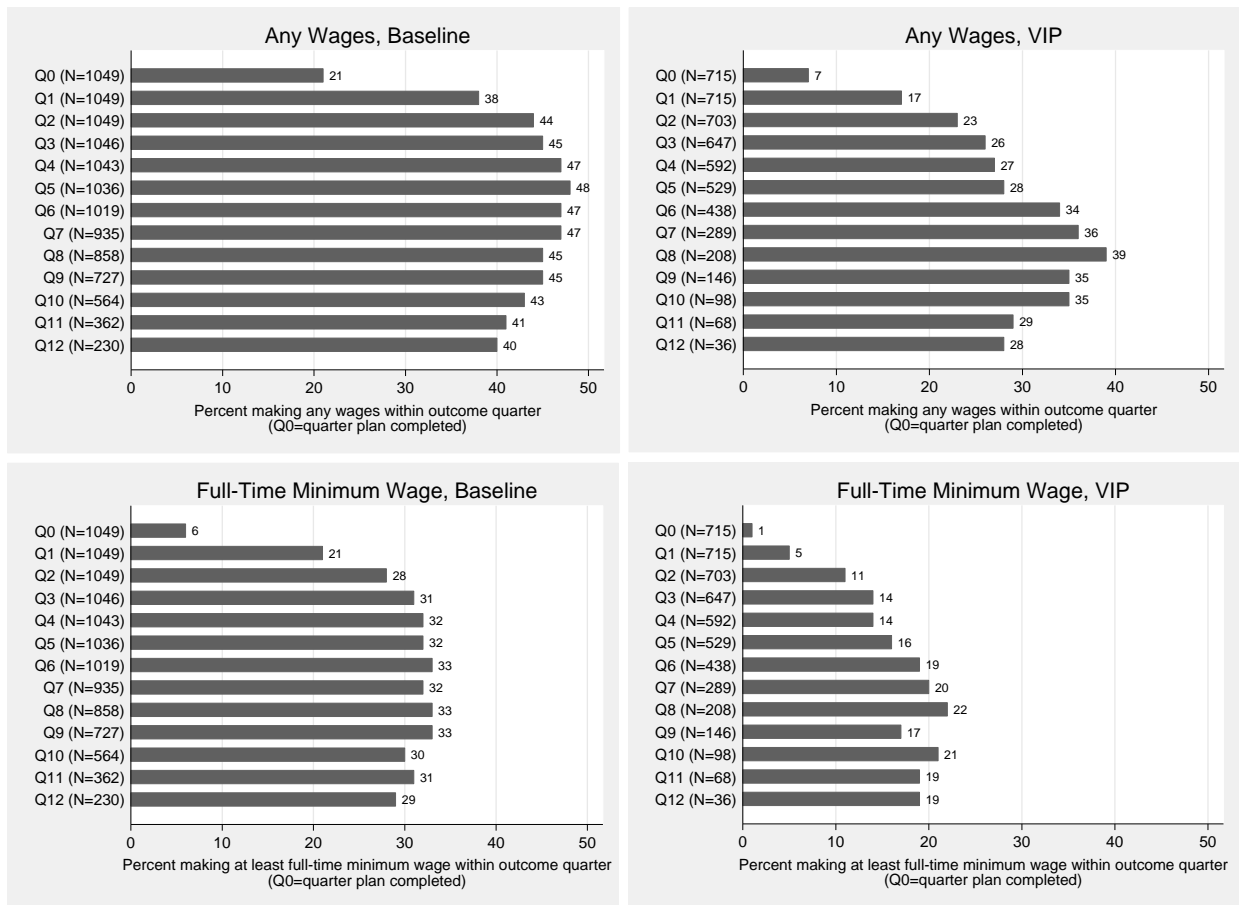 Any Wages, Baseline
Q0 (N=1049) 21
Q1 (N=1049) 38
Q2 (N=1049) 44
Q3 (N=1046) 45
Q4 (N=1043) 47
Q5 (N=1036) 48
Q6 (N=1019) 47
Q7 (N=935) 47
Q8 (N=858) 45
Q9 (N=727) 45
Q10 (N=564) 43
Q11 (N=362) 41
Q12 (N=230) 40
0 10 20 30 40 50
Percent making any wages within outcome quarter
(Q0=quarter plan completed)
Any Wages, VIP
Q0 (N=715) 7
Q1 (N=715) 17
Q2 (N=703) 23
Q3 (N=647) 26
Q4 (N=592) 27
Q5 (N=529) 28
Q6 (N=438) 34
Q7 (N=289) 36
Q8 (N=208) 39
Q9 (N=146) 35
Q10 (N=98) 35
Q11 (N=68) 29
Q12 (N=36) 28
0 10 20 30 40 50
Percent making any wages within outcome quarter
(Q0=quarter plan completed)
Full-Time Minimum Wage, Baseline
Q0 (N=1049) 6
Q1 (N=1049) 21
Q2 (N=1049) 28
Q3 (N=1046) 31
Q4 (N=1043) 32
Q5 (N=1036) 32
Q6 (N=1019) 33
Q7 (N=935) 32
Q8 (N=858) 33
Q9 (N=727) 33
Q10 (N=564) 30
Q11 (N=362) 31
Q12 (N=230) 29
0 10 20 30 40 50
Percent making at least full-time minimum wage within outcome quarter
(Q0=quarter plan completed)
Full-Time Minimum Wage, VIP
Q0 (N=715) 1
Q1 (N=715) 5
Q2 (N=703) 11
Q3 (N=647) 14
Q4 (N=592) 14
Q5 (N=529) 16
Q6 (N=438) 19
Q7 (N=289) 20
Q8 (N=208) 22
Q9 (N=146) 17
Q10 (N=98) 21
Q11 (N=68) 19
Q12 (N=36) 19
0 10 20 30 40 50
Percent making at least full-time minimum wage within outcome quarter
(Q0=quarter plan completed)